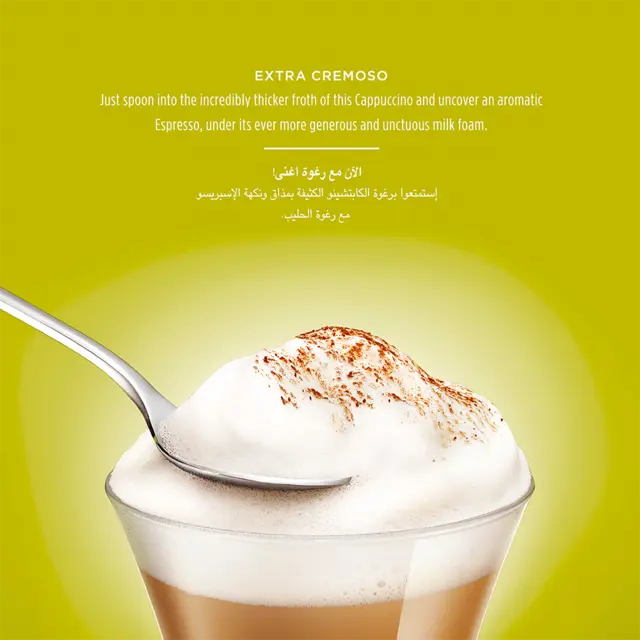 EXTRA CREMOSO
Just spoon into the incredibly thicker froth of this Cappuccino and uncover an aromatic
Espresso, under its ever more generous and unctuous milk foam.
الآن مع رغوة اغنى!
إستمتعوا برغوة الكابتشينو الكثيفة بمذاق ونكهة الإسبريسو
مع رغوة الحليب.